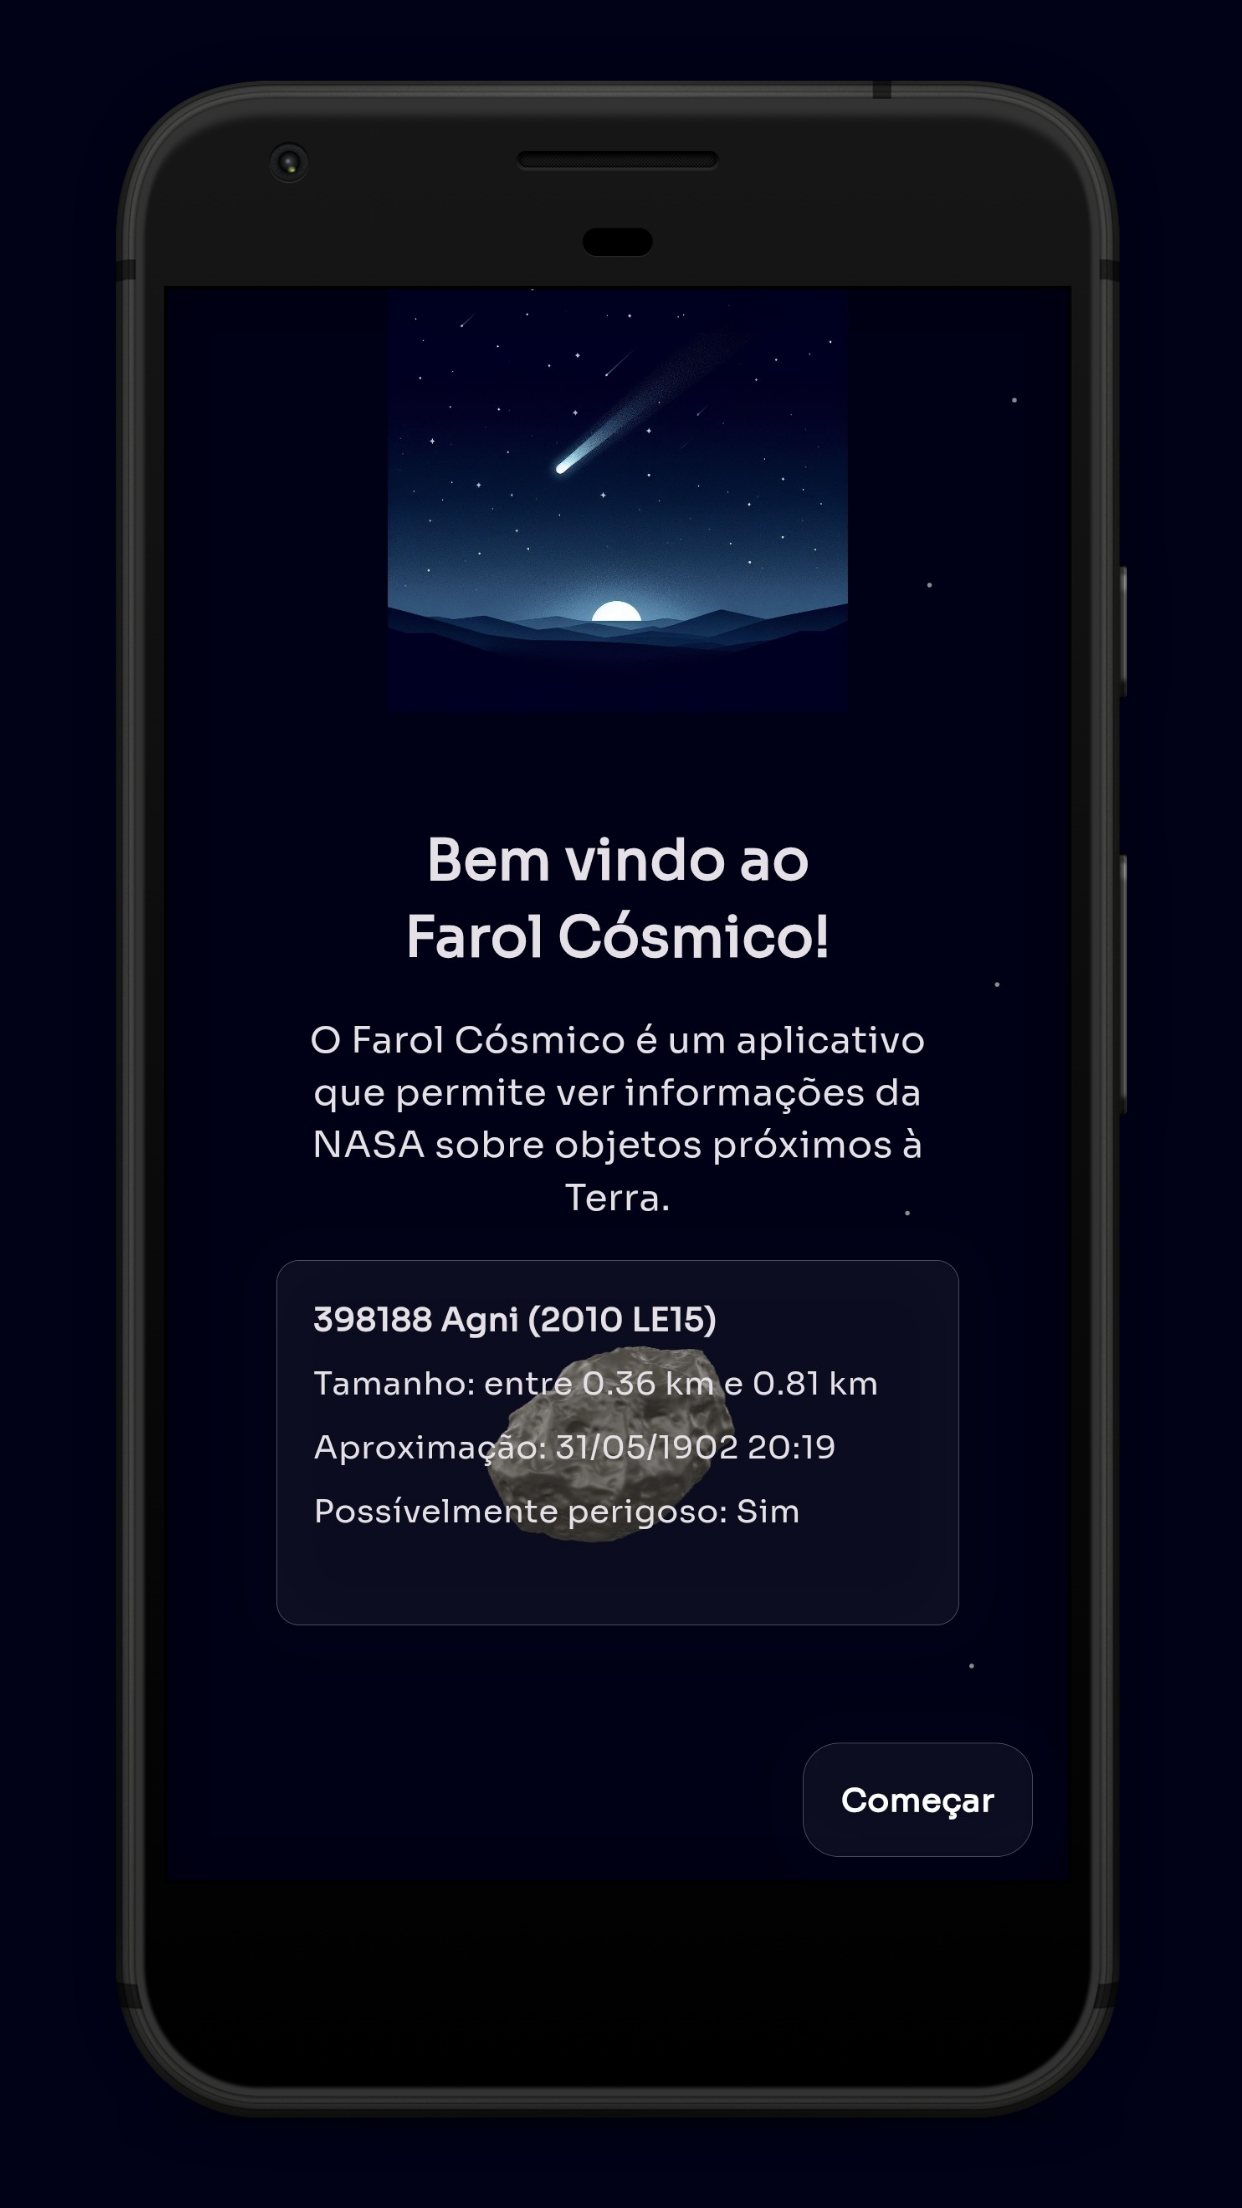 Bem vindo ao
Farol Cósmico!
O Farol Cósmico é um aplicativo
que permite ver informações da
NASA sobre objetos próximos à
Terra.
398188 Agni (2010 LE15)
Tamanho: entre 0.36 km e 0.81 km
Aproximação: 31/05/1902 20:19
Possívelmente perigoso: Sim
Começar